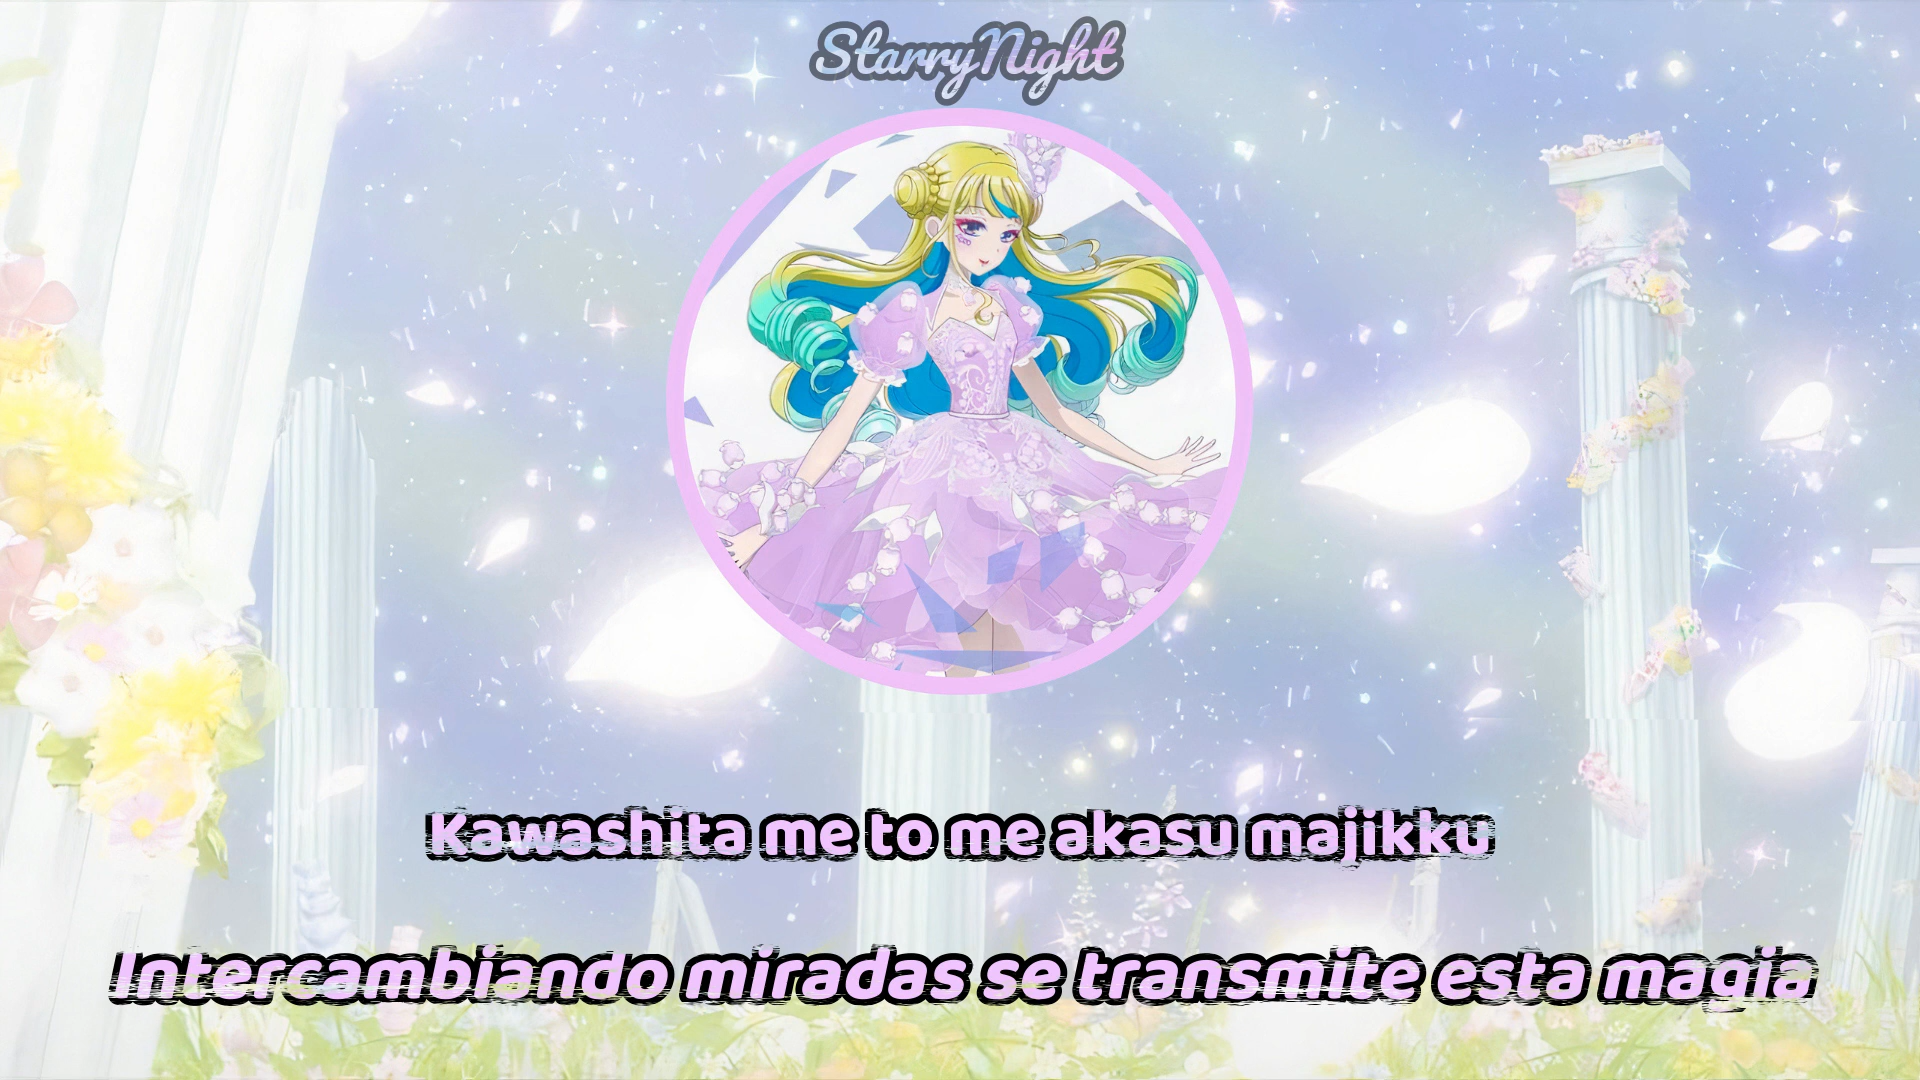 StarryNight
Kawashita me to me akasu majikku
Intercambiando miradas se transmite esta magia